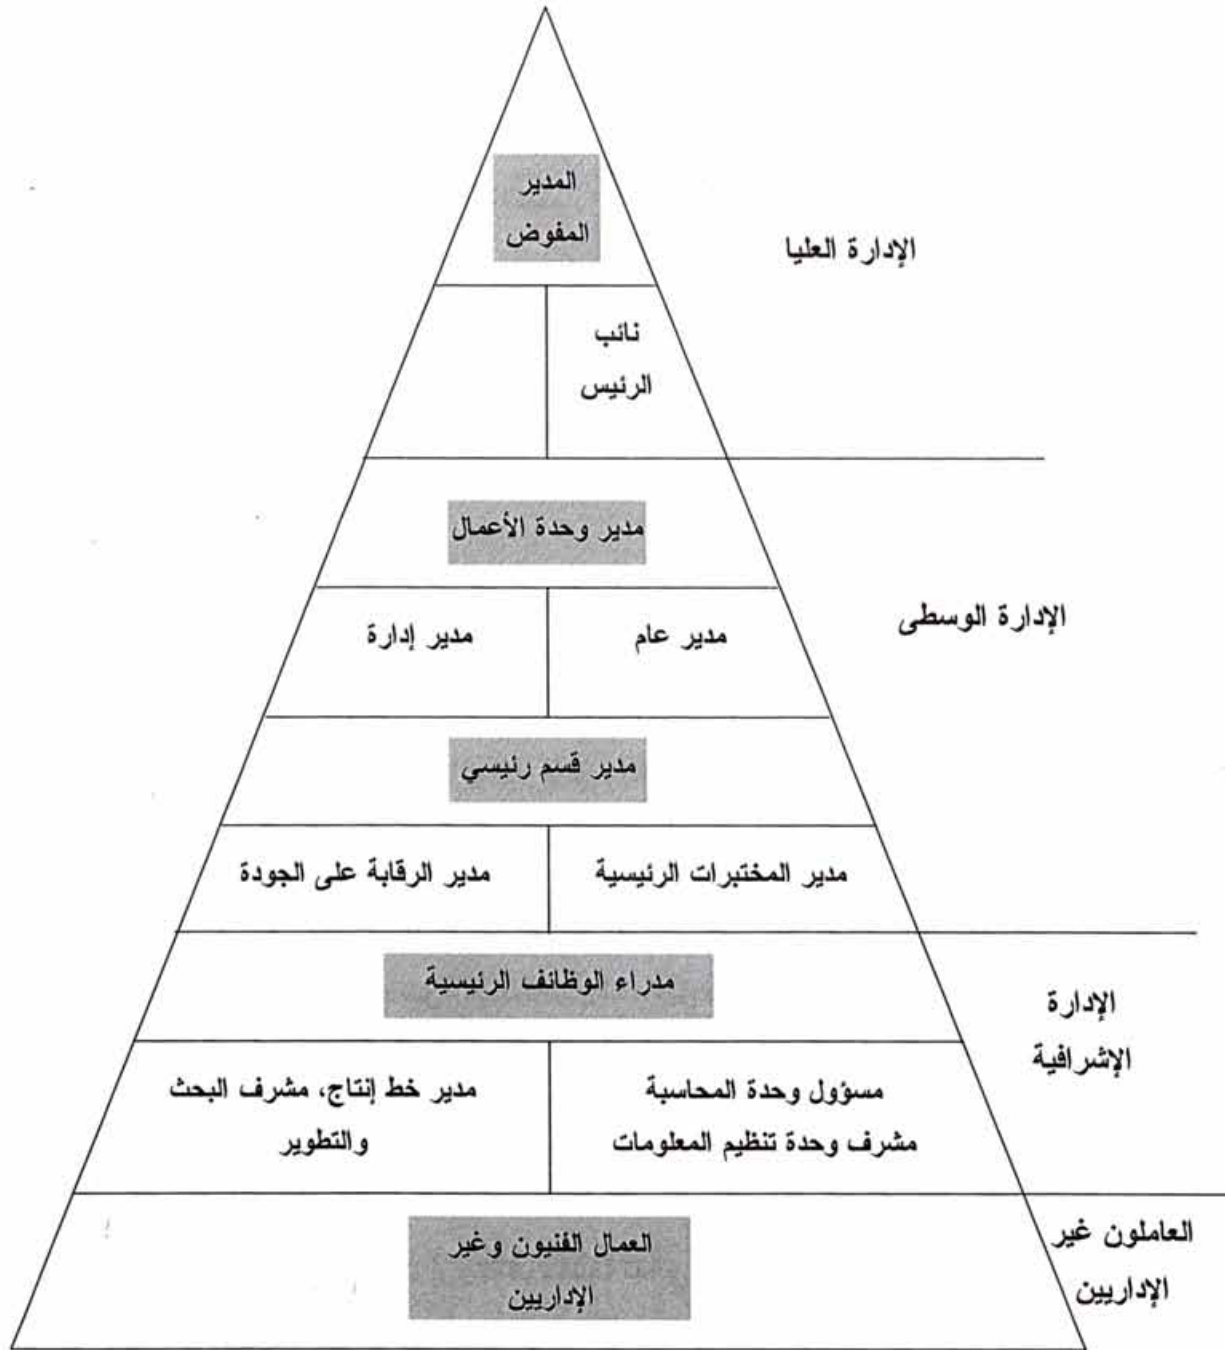 المدير
المفوض
الإدارة العليا
نائب
الرئيس
مدير وحدة الأعمال
الإدارة الوسطى
مدير عام
مدير إدارة
مدير قسم رئيسي
مدير المختبرات الرئيسية
مدير الرقابة على الجودة
مدراء الوظائف الرئيسية
الإدارة
الإشرافية
مسؤول وحدة المحاسبة
مشرف وحدة تنظيم المعلومات
مدير خط إنتاج، مشرف البحث
والتطوير
العاملون غير
الإداريين
العمال الفنيون وغير
الإداريين